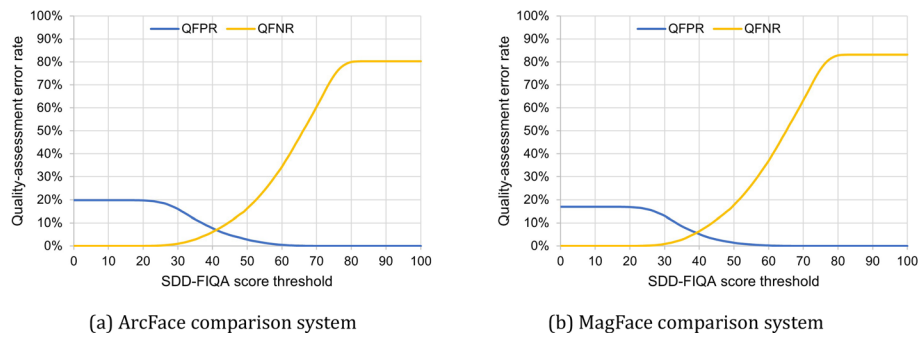 QFPR QFNR
Quality-assessment error rate
100%
90%
80%
70%
60%
50%
40%
30%
20%
10%
0%
0 10 20 30 40 50 60 70 80 90 100
SDD-FIQA score threshold
(a) ArcFace comparison system
QFPR QFNR
Quality-assessment error rate
100%
90%
80%
70%
60%
50%
40%
30%
20%
10%
0%
0 10 20 30 40 50 60 70 80 90 100
SDD-FIQA score threshold
(b) MagFace comparison system